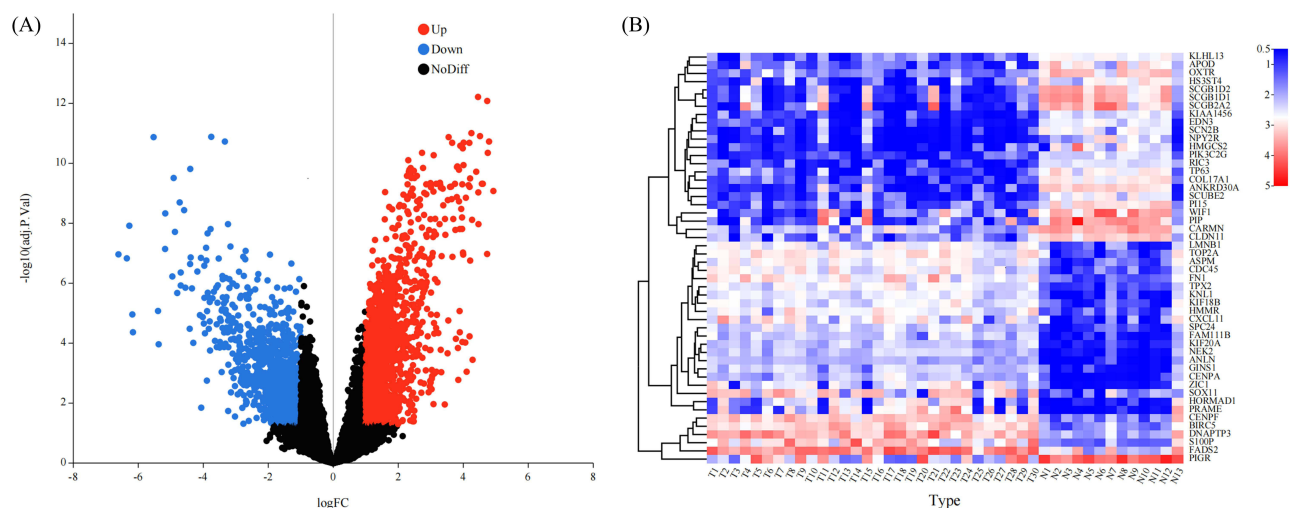 (A)
14
12
10
8
6
4
2
0
-log10(adj.P. Val)
-8
-6
-4
-2
0
2
4
6
8
logFC
Up
Down
NoDiff
(B)
KLHL13
APOD
OXTR
HS3ST4
SCGB1D2
SCGB1D1
SCGB2A2
KIAA1456
EDN3
SCN2B
NPY2R
HMGCS2
PIK3C2G
RIC3
TP63
COL17A1
ANKRD30A
SCUBE2
PI15
WIF1
PIP
CARMN
CLDN11
LMNB1
TOP2A
ASPM
CDC45
FN1
TPX2
KNL1
KIF18B
HMMR
CXCL11
SPC24
FAM111B
KIF20A
NEK2
ANLN
GINS1
CENPA
ZIC1
SOX11
HORMAD1
PRAME
CENPF
BIRC5
DNAPTP3
S100P
FADS2
PIGR
T1
T2
T3
T4
T5
T6
T7
T8
T9
T10
T11
T12
T13
T14
T15
T16
T17
T18
T19
T20
T21
T22
T23
T24
T25
T26
T27
T28
T29
T30
N1
N2
N3
N4
N5
N6
N7
N8
N9
N10
N11
N12
N13
Type
0.5
1
2
3
4
5